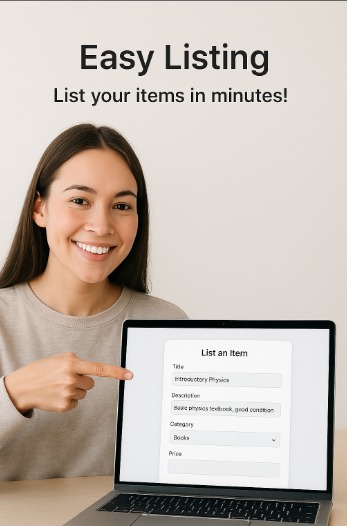 Easy Listing
List your items in minutes!
List an Item
Title
Introductory Physics
Description
Basic physics textbook, good condition
Category
Books
Price